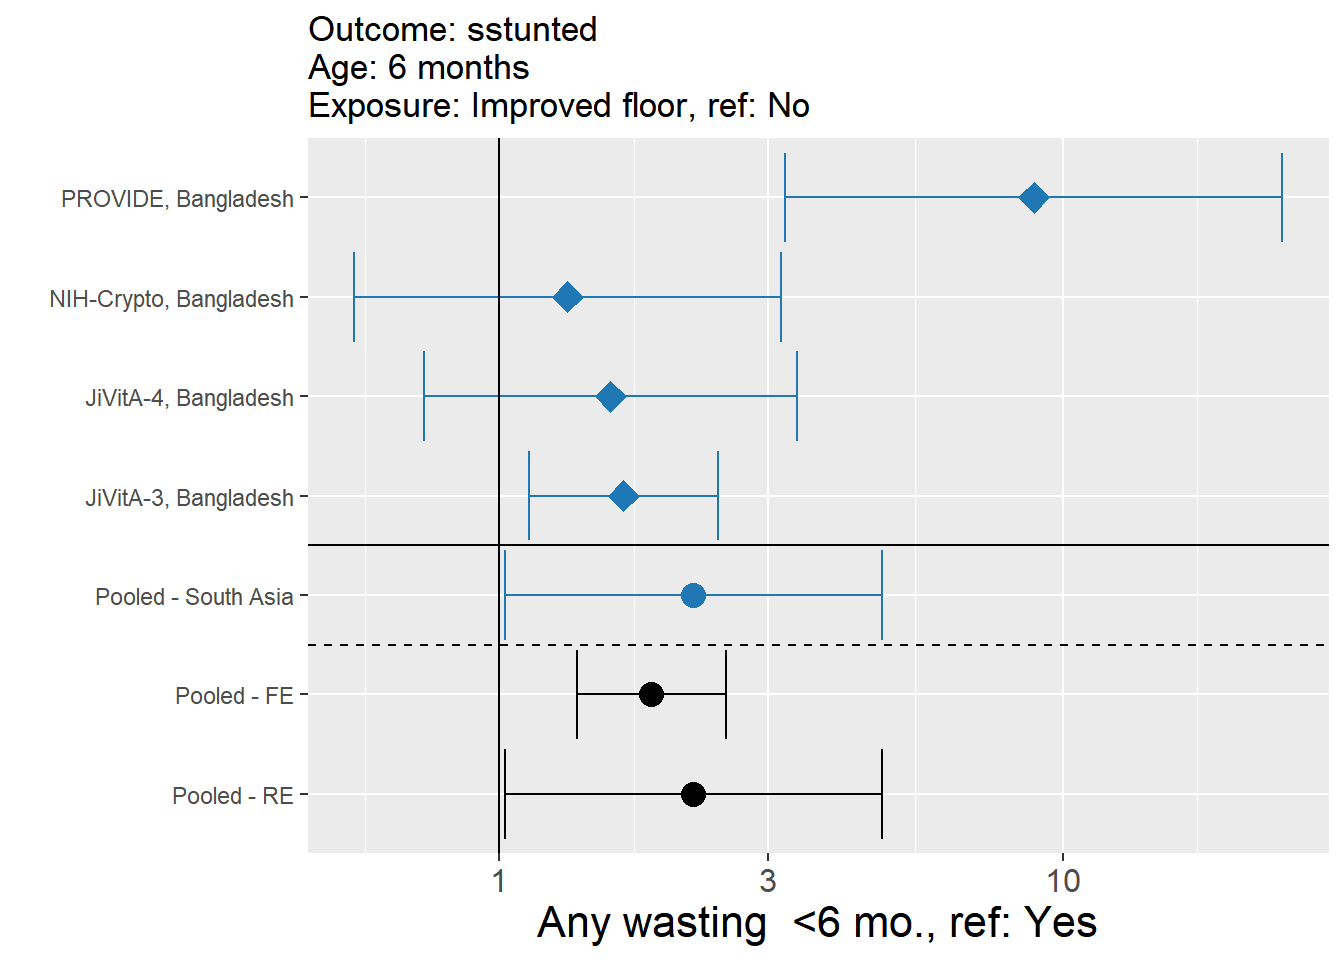 Outcome: sstunted
Age: 6 months
Exposure: Improved floor, ref: No
PROVIDE, Bangladesh
NIH-Crypto, Bangladesh
JiVitA-4, Bangladesh
JiVitA-3, Bangladesh
Pooled - South Asia
Pooled - FE
Pooled - RE
1 3 10
Any wasting  <6 mo., ref: Yes